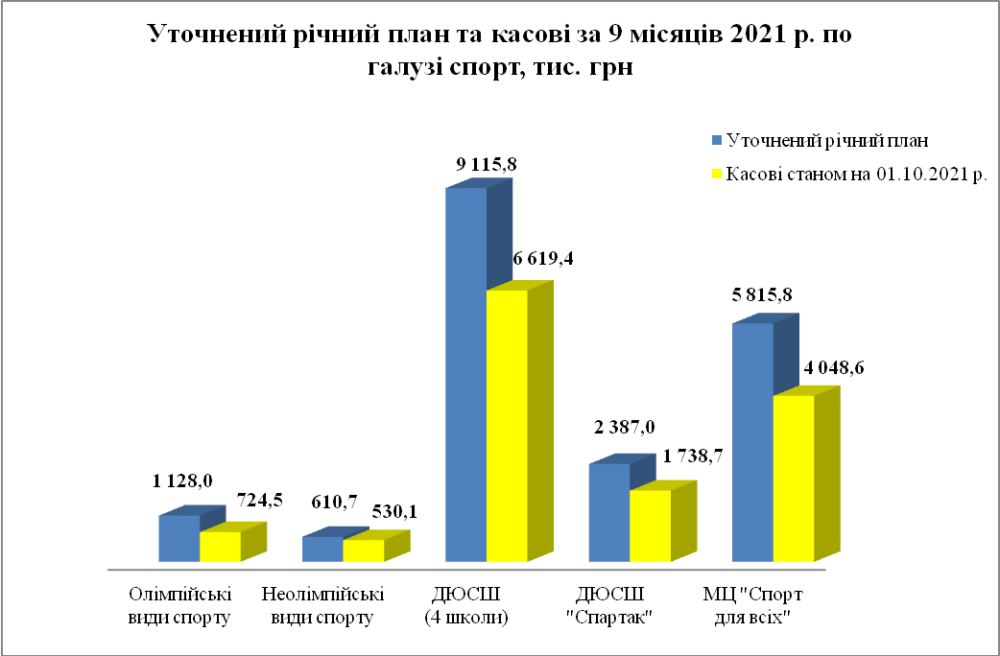 Уточнений річний план та касові за 9 місяців 2021 р. по
галузі спорт, тис. грн
Уточнений річний план
Касові станом на 01.10.2021 р.
9 115,8
6 619,4
5 815,8
4 048,6
2 387,0
1 738,7
1 128,0
724,5
610,7
530,1
Олімпійські
види спорту
Неолімпійські
види спорту
ДЮСШ
(4 школи)
ДЮСШ
"Спартак"
МЦ "Спорт
для всіх"